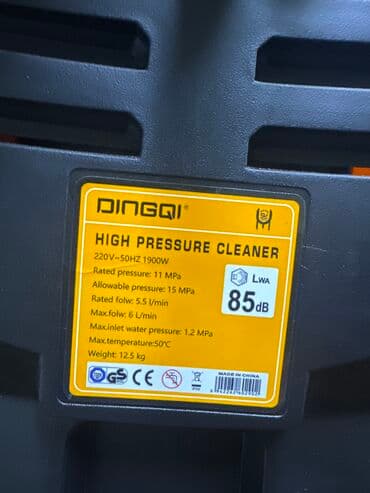 DINGQI®
HIGH PRESSURE CLEANER
220V~50HZ 1900W
Rated pressure: 11 MPa
Allowable pressure: 15 MPa
Rated folw: 5.5 l/min
Max.folw: 6 L/min
Max.inlet water pressure: 1.2 MPa
Max.temperature:50℃
Weight: 12.5 kg
LWA
85dB
GS CE
MADE IN CHINA